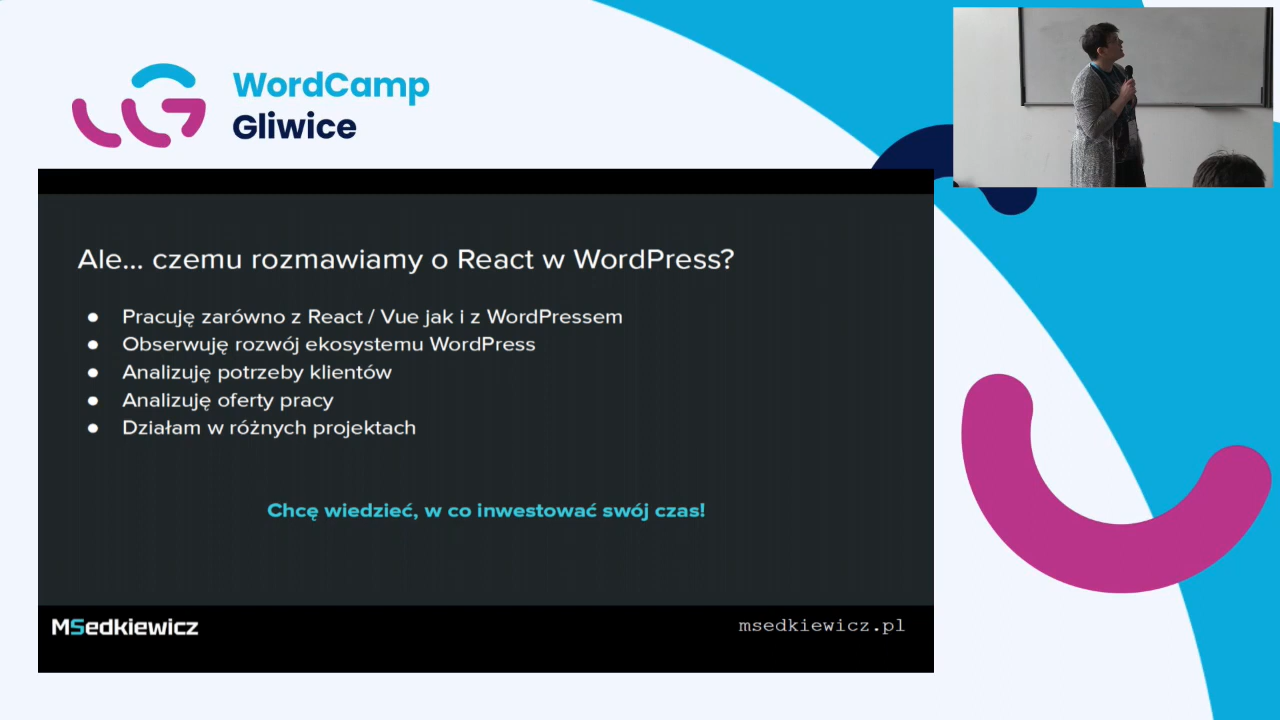 WordCamp
Gliwice
Ale... czemu rozmawiamy o React w WordPress?
● Pracuję zarówno z React / Vue jak i z WordPressem
● Obserwuję rozwój ekosystemu WordPress
● Analizuję potrzeby klientów
● Analizuję oferty pracy
● Działam w różnych projektach
Chcę wiedzieć, w co inwestować swój czas!
MSedkiewicz
msedkiewicz.pl